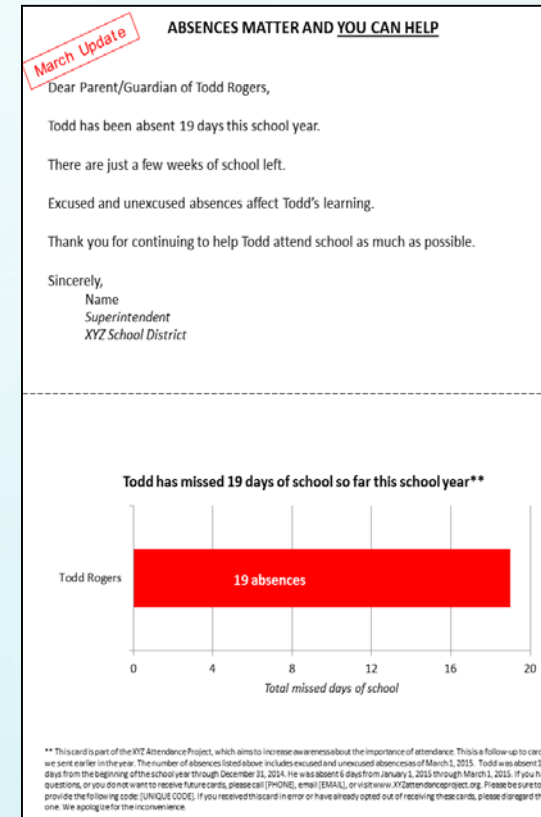 March Update
ABSENCES MATTER AND YOU CAN HELP
Dear Parent/Guardian of Todd Rogers,
Todd has been absent 19 days this school year.
There are just a few weeks of school left.
Excused and unexcused absences affect Todd's learning.
Thank you for continuing to help Todd attend school as much as possible.
Sincerely,
Name
Superintendent
XYZ School District
Todd has missed 19 days of school so far this school year**
Todd Rogers
19 absences
0 4 8 12 16 20
Total missed days of school
** This card is part of the XYZ Attendance Project, which aims to increase awareness about the importance of attendance. This is a follow-up to
we sent earlier in the year. The number of absences listed above includes excused and unexcused absences as of March 1, 2015. Todd was absent
days from the beginning of the school year through December 31, 2014. He was absent 6 days from January 1, 2015 through March 1, 2015. If you
questions, or you do not want to receive future cards, please call [PHONE], email [EMAIL], or visit www.XYZattendanceproject.org. Please be sure to
provide the following code: [UNIQUE CODE]. If you received this card in error or have already opted out of receiving these cards, please disregard
one. We apologize for the inconvenience.